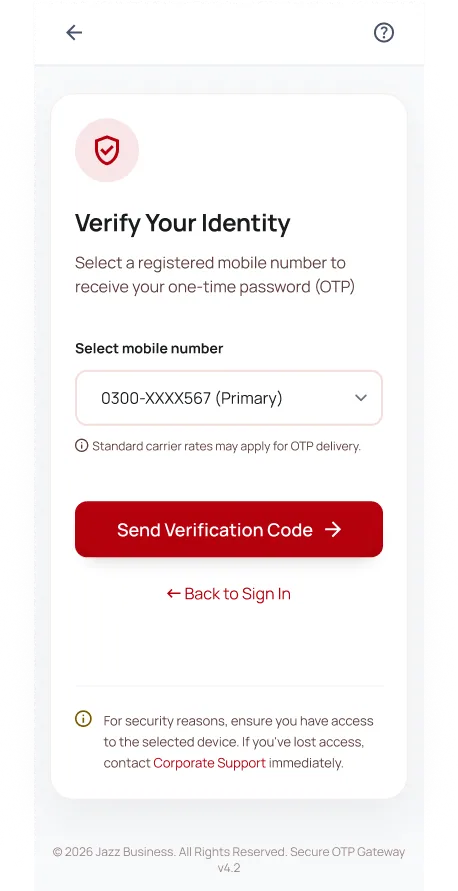 Verify Your Identity
Select a registered mobile number to
receive your one-time password (OTP)
Select mobile number
0300-XXXX567 (Primary)
Standard carrier rates may apply for OTP delivery.
Send Verification Code →
← Back to Sign In
For security reasons, ensure you have access
to the selected device. If you've lost access,
contact Corporate Support immediately.
© 2026 Jazz Business. All Rights Reserved. Secure OTP Gateway
v4.2